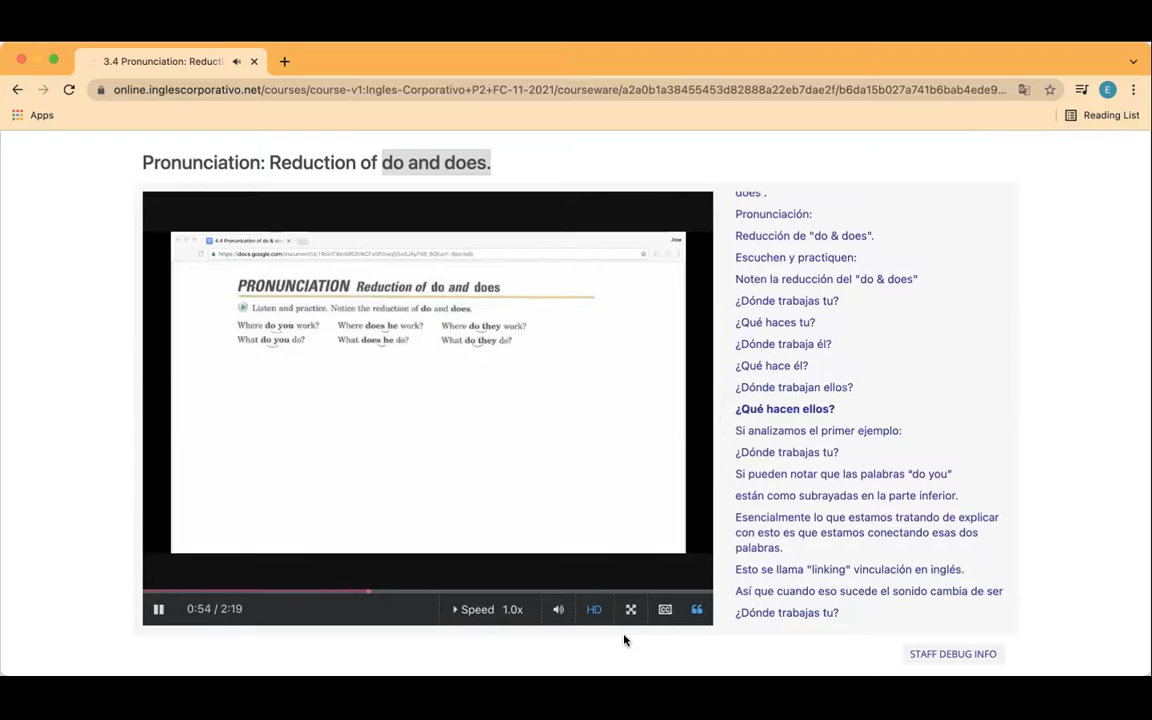 3.4 Pronunciation: Reducti
online.inglescorporativo.net/courses/course-v1:Ingles-Corporativo+P2+FC-11-2021/courseware/a2a0b1a38455453d82888a22eb7dae2f/b6da15b027a741b6bab4ede9...
E
Apps
Reading List
Pronunciation: Reduction of do and does.
PRONUNCIATION Reduction of do and does
Listen and practice. Notice the reduction of do and does.
Where do you work? Where does he work? Where do they work?
What do you do? What does he do? What do they do?
0:54 / 2:19
Speed 1.0x
HD
does".
Pronunciación:
Reducción de "do & does".
Escuchen y practiquen:
Noten la reducción del "do & does"
¿Dónde trabajas tu?
¿Qué haces tu?
¿Dónde trabaja él?
¿Qué hace él?
¿Dónde trabajan ellos?
¿Qué hacen ellos?
Si analizamos el primer ejemplo:
¿Dónde trabajas tu?
Si pueden notar que las palabras “do you”
están como subrayadas en la parte inferior.
Esencialmente lo que estamos tratando de explicar
con esto es que estamos conectando esas dos
palabras.
Esto se llama "linking" vinculación en inglés.
Así que cuando eso sucede el sonido cambia de ser
¿Dónde trabajas tu?
STAFF DEBUG INFO